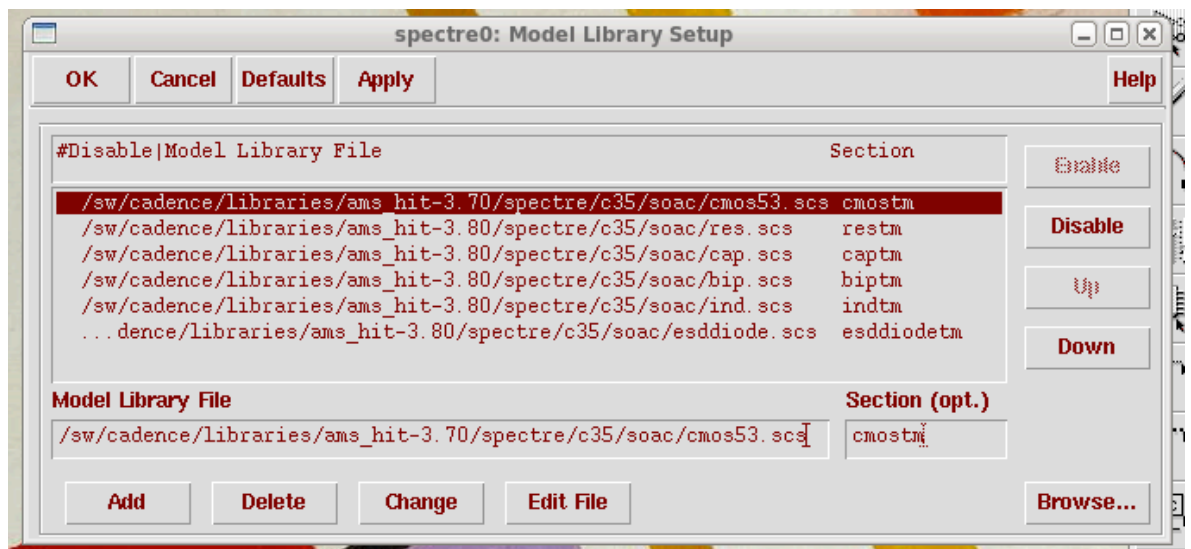 spectre0: Model Library Setup
OK Cancel Defaults Apply Help
#Disable|Model Library File Section
Enable
/sw/cadence/libraries/ams_hit-3.70/spectre/c35/soac/cmos53.scs cmostm
/sw/cadence/libraries/ams_hit-3.80/spectre/c35/soac/res.scs restm
Disable
/sw/cadence/libraries/ams_hit-3.80/spectre/c35/soac/cap.scs captm
/sw/cadence/libraries/ams_hit-3.80/spectre/c35/soac/bip.scs biptm
Up
/sw/cadence/libraries/ams_hit-3.80/spectre/c35/soac/ind.scs indtm
...dence/libraries/ams_hit-3.80/spectre/c35/soac/esddiode.scs esddiodetm
Down
Model Library File Section (opt.)
/sw/cadence/libraries/ams_hit-3.70/spectre/c35/soac/cmos53.scs cmostm
Add Delete Change Edit File Browse...